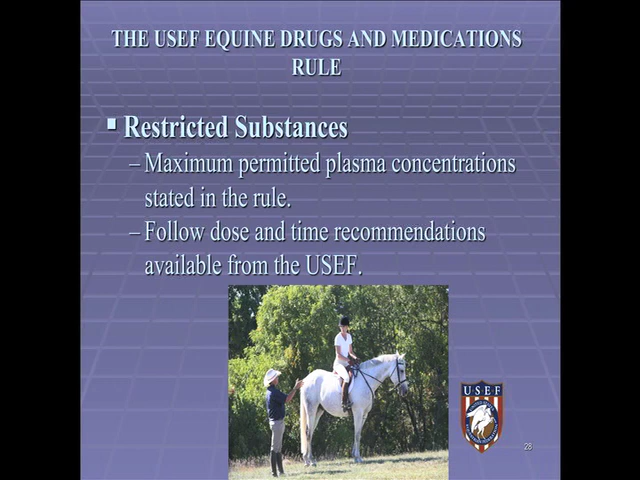 THE USEF EQUINE DRUGS AND MEDICATIONS
RULE
Restricted Substances
– Maximum permitted plasma concentrations
stated in the rule.
– Follow dose and time recommendations
available from the USEF.
U·S·E·F
28